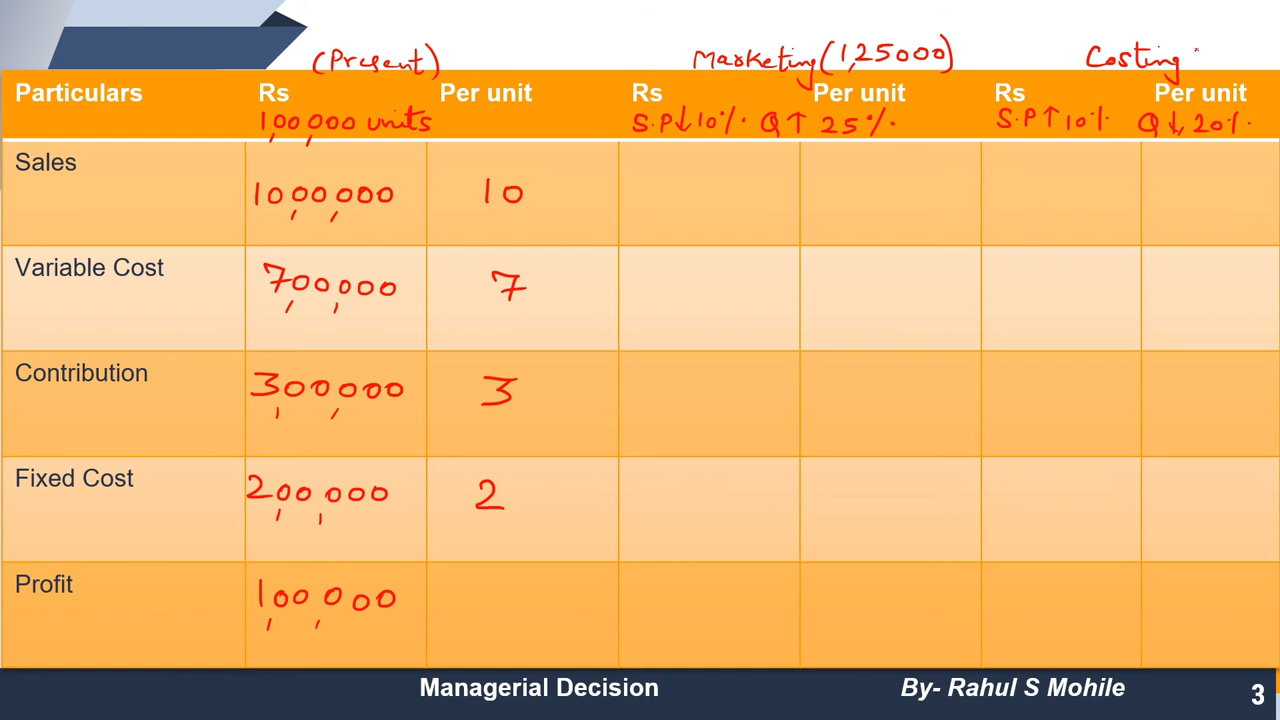 (Present) Marketing (1,25000) Costing
Particulars Rs Per unit Rs Per unit Rs Per unit
1,00,000 units S.P↓ 10%. Q ↑ 25%. S.P ↑ 10%. Q ↓, 20%.
Sales
10,00,000 10
Variable Cost
7,00,000 7
Contribution
3,00,000 3
Fixed Cost
2,00,000 2
Profit
1,00,000
Managerial Decision By- Rahul S Mohile 3